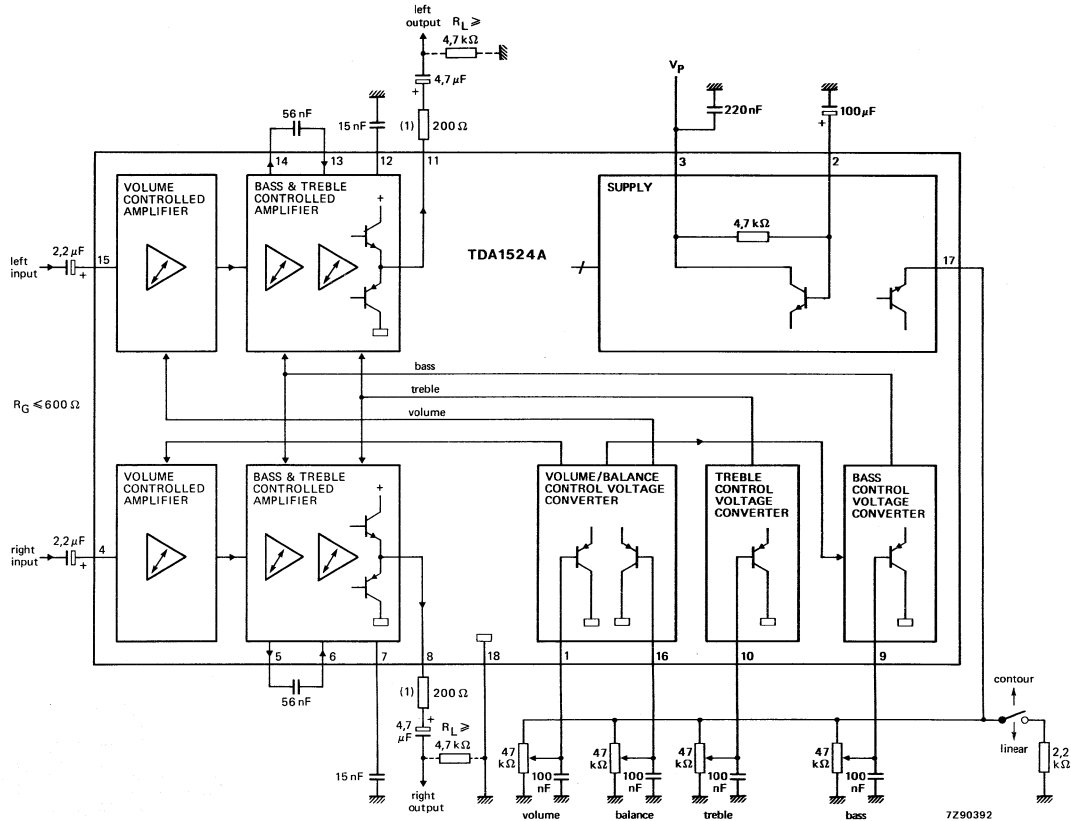 left
output
R_L ≥
4,7 kΩ
4,7 µF
+
V_P
56 nF
15 nF
(1)
200 Ω
220 nF
100 µF
+
14
13
12
11
3
2
VOLUME
CONTROLLED
AMPLIFIER
BASS & TREBLE
CONTROLLED
AMPLIFIER
+
SUPPLY
4,7 kΩ
TDA1524A
2,2 µF
left
input
+
15
17
bass
treble
volume
R_G ≤ 600 Ω
VOLUME
CONTROLLED
AMPLIFIER
BASS & TREBLE
CONTROLLED
AMPLIFIER
+
VOLUME/BALANCE
CONTROL VOLTAGE
CONVERTER
TREBLE
CONTROL
VOLTAGE
CONVERTER
BASS
CONTROL
VOLTAGE
CONVERTER
2,2 µF
right
input
+
4
5
6
7
8
18
1
16
10
9
56 nF
(1)
200 Ω
4,7
µF
+
R_L ≥
4,7 kΩ
15 nF
right
output
contour
linear
2,2
kΩ
47
kΩ
100
nF
47
kΩ
100
nF
47
kΩ
100
nF
47
kΩ
100
nF
volume
balance
treble
bass
7Z90392